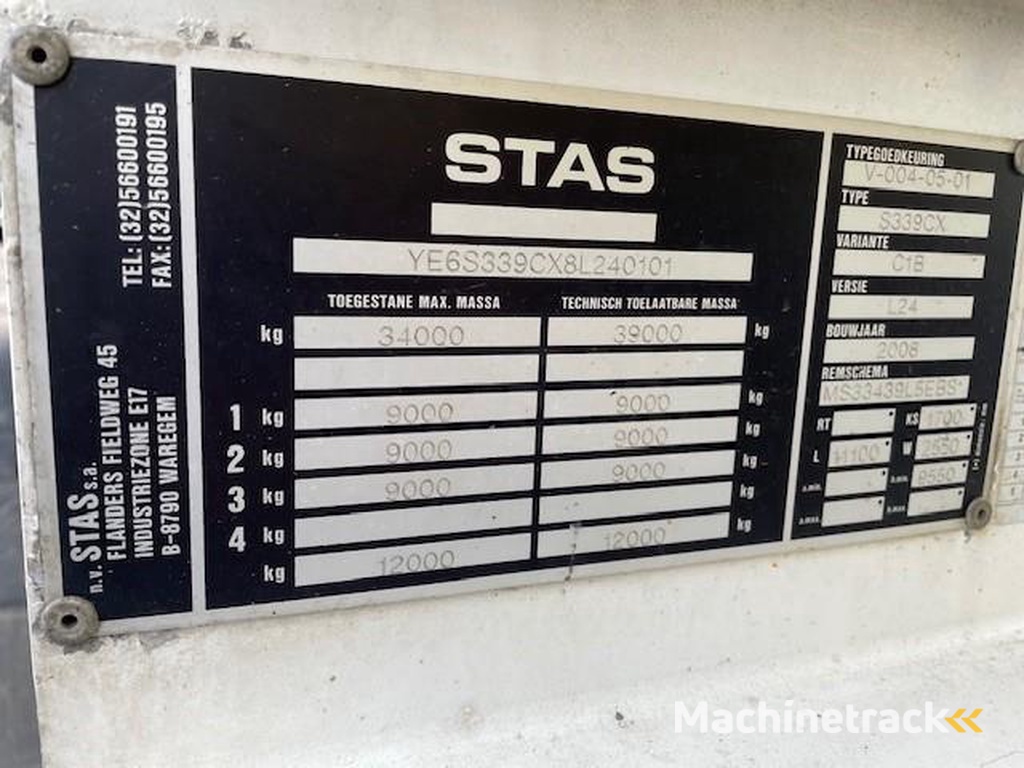 n.v. STAS s.a.
FLANDERS FIELDWEG 45
INDUSTRIEZONE E17
B-8790 WAREGEM
TEL: (32)56600191
FAX: (32)56600195
STAS
YE6S339CX8L240101
TOEGESTANE MAX. MASSA TECHNISCH TOELAATBARE MASSA
kg 34000 39000 kg
1 kg 9000 9000 kg
2 kg 9000 9000 kg
3 kg 9000 9000 kg
4 kg kg
kg 12000 12000 kg
TYPEGOEDKEURING
V-004-05-01
TYPE
S339CX
VARIANTE
C1B
VERSIE
L24
BOUWJAAR
2008
REMSCHEMA
MS33439L5EBS*
RT KS 1700
L 11100 W 2550
a.min. 9550
a.max.
Machinetrack